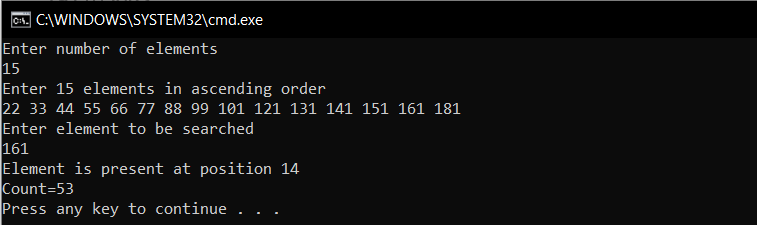 C:\WINDOWS\SYSTEM32\cmd.exe
Enter number of elements
15
Enter 15 elements in ascending order
22 33 44 55 66 77 88 99 101 121 131 141 151 161 181
Enter element to be searched
161
Element is present at position 14
Count=53
Press any key to continue . . .